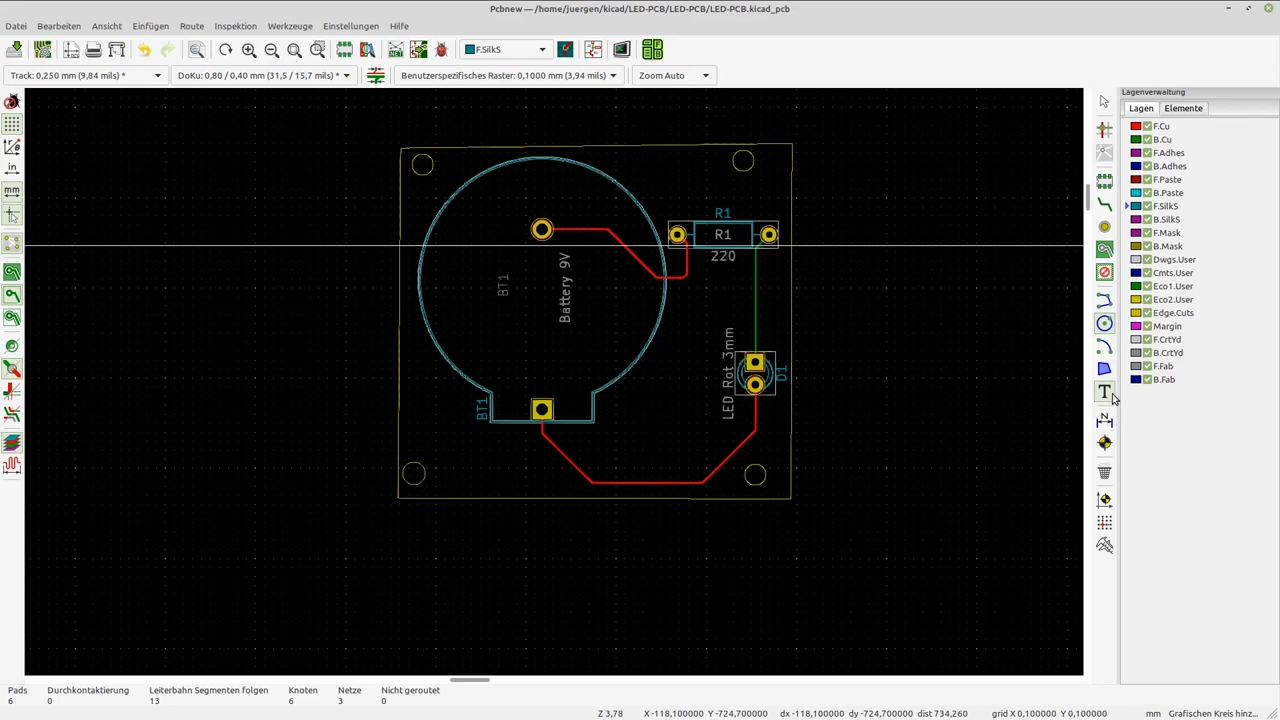 Pcbnew — /home/juergen/kicad/LED-PCB/LED-PCB/LED-PCB.kicad_pcb
Datei Bearbeiten Ansicht Einfügen Route Inspektion Werkzeuge Einstellungen Hilfe
NET F.SilkS
Track: 0,250 mm (9,84 mils) * DoKu: 0,80 / 0,40 mm (31,5 / 15,7 mils) * Benutzerspezifisches Raster: 0,1000 mm (3,94 mils) Zoom Auto
Lagenverwaltung
Lagen Elemente
in
mm
T
N
F.Cu
B.Cu
F.Adhes
B.Adhes
F.Paste
B.Paste
F.SilkS
B.SilkS
F.Mask
B.Mask
Dwgs.User
Cmts.User
Eco1.User
Eco2.User
Edge.Cuts
Margin
F.CrtYd
B.CrtYd
F.Fab
B.Fab
R1
R1
220
BT1
Battery 9V
LED Rot 3mm
D1
BT1
Pads Durchkontaktierung Leiterbahn Segmenten folgen Knoten Netze Nicht geroutet
6 0 13 6 3 0
Z 3,78 X -118,100000 Y -724,700000 dx -118,100000 dy -724,700000 dist 734,260 grid X 0,100000 Y 0,100000 mm Grafischen Kreis hinz...